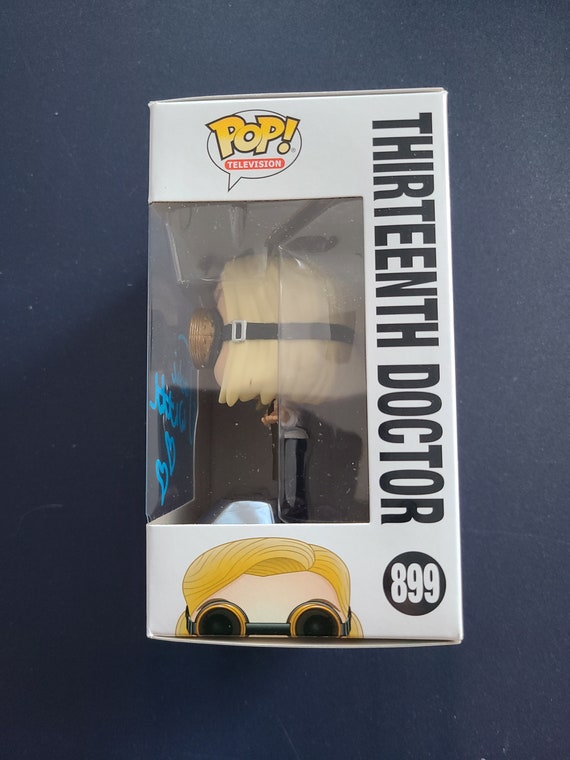 POP!
TELEVISION
THIRTEENTH DOCTOR
899